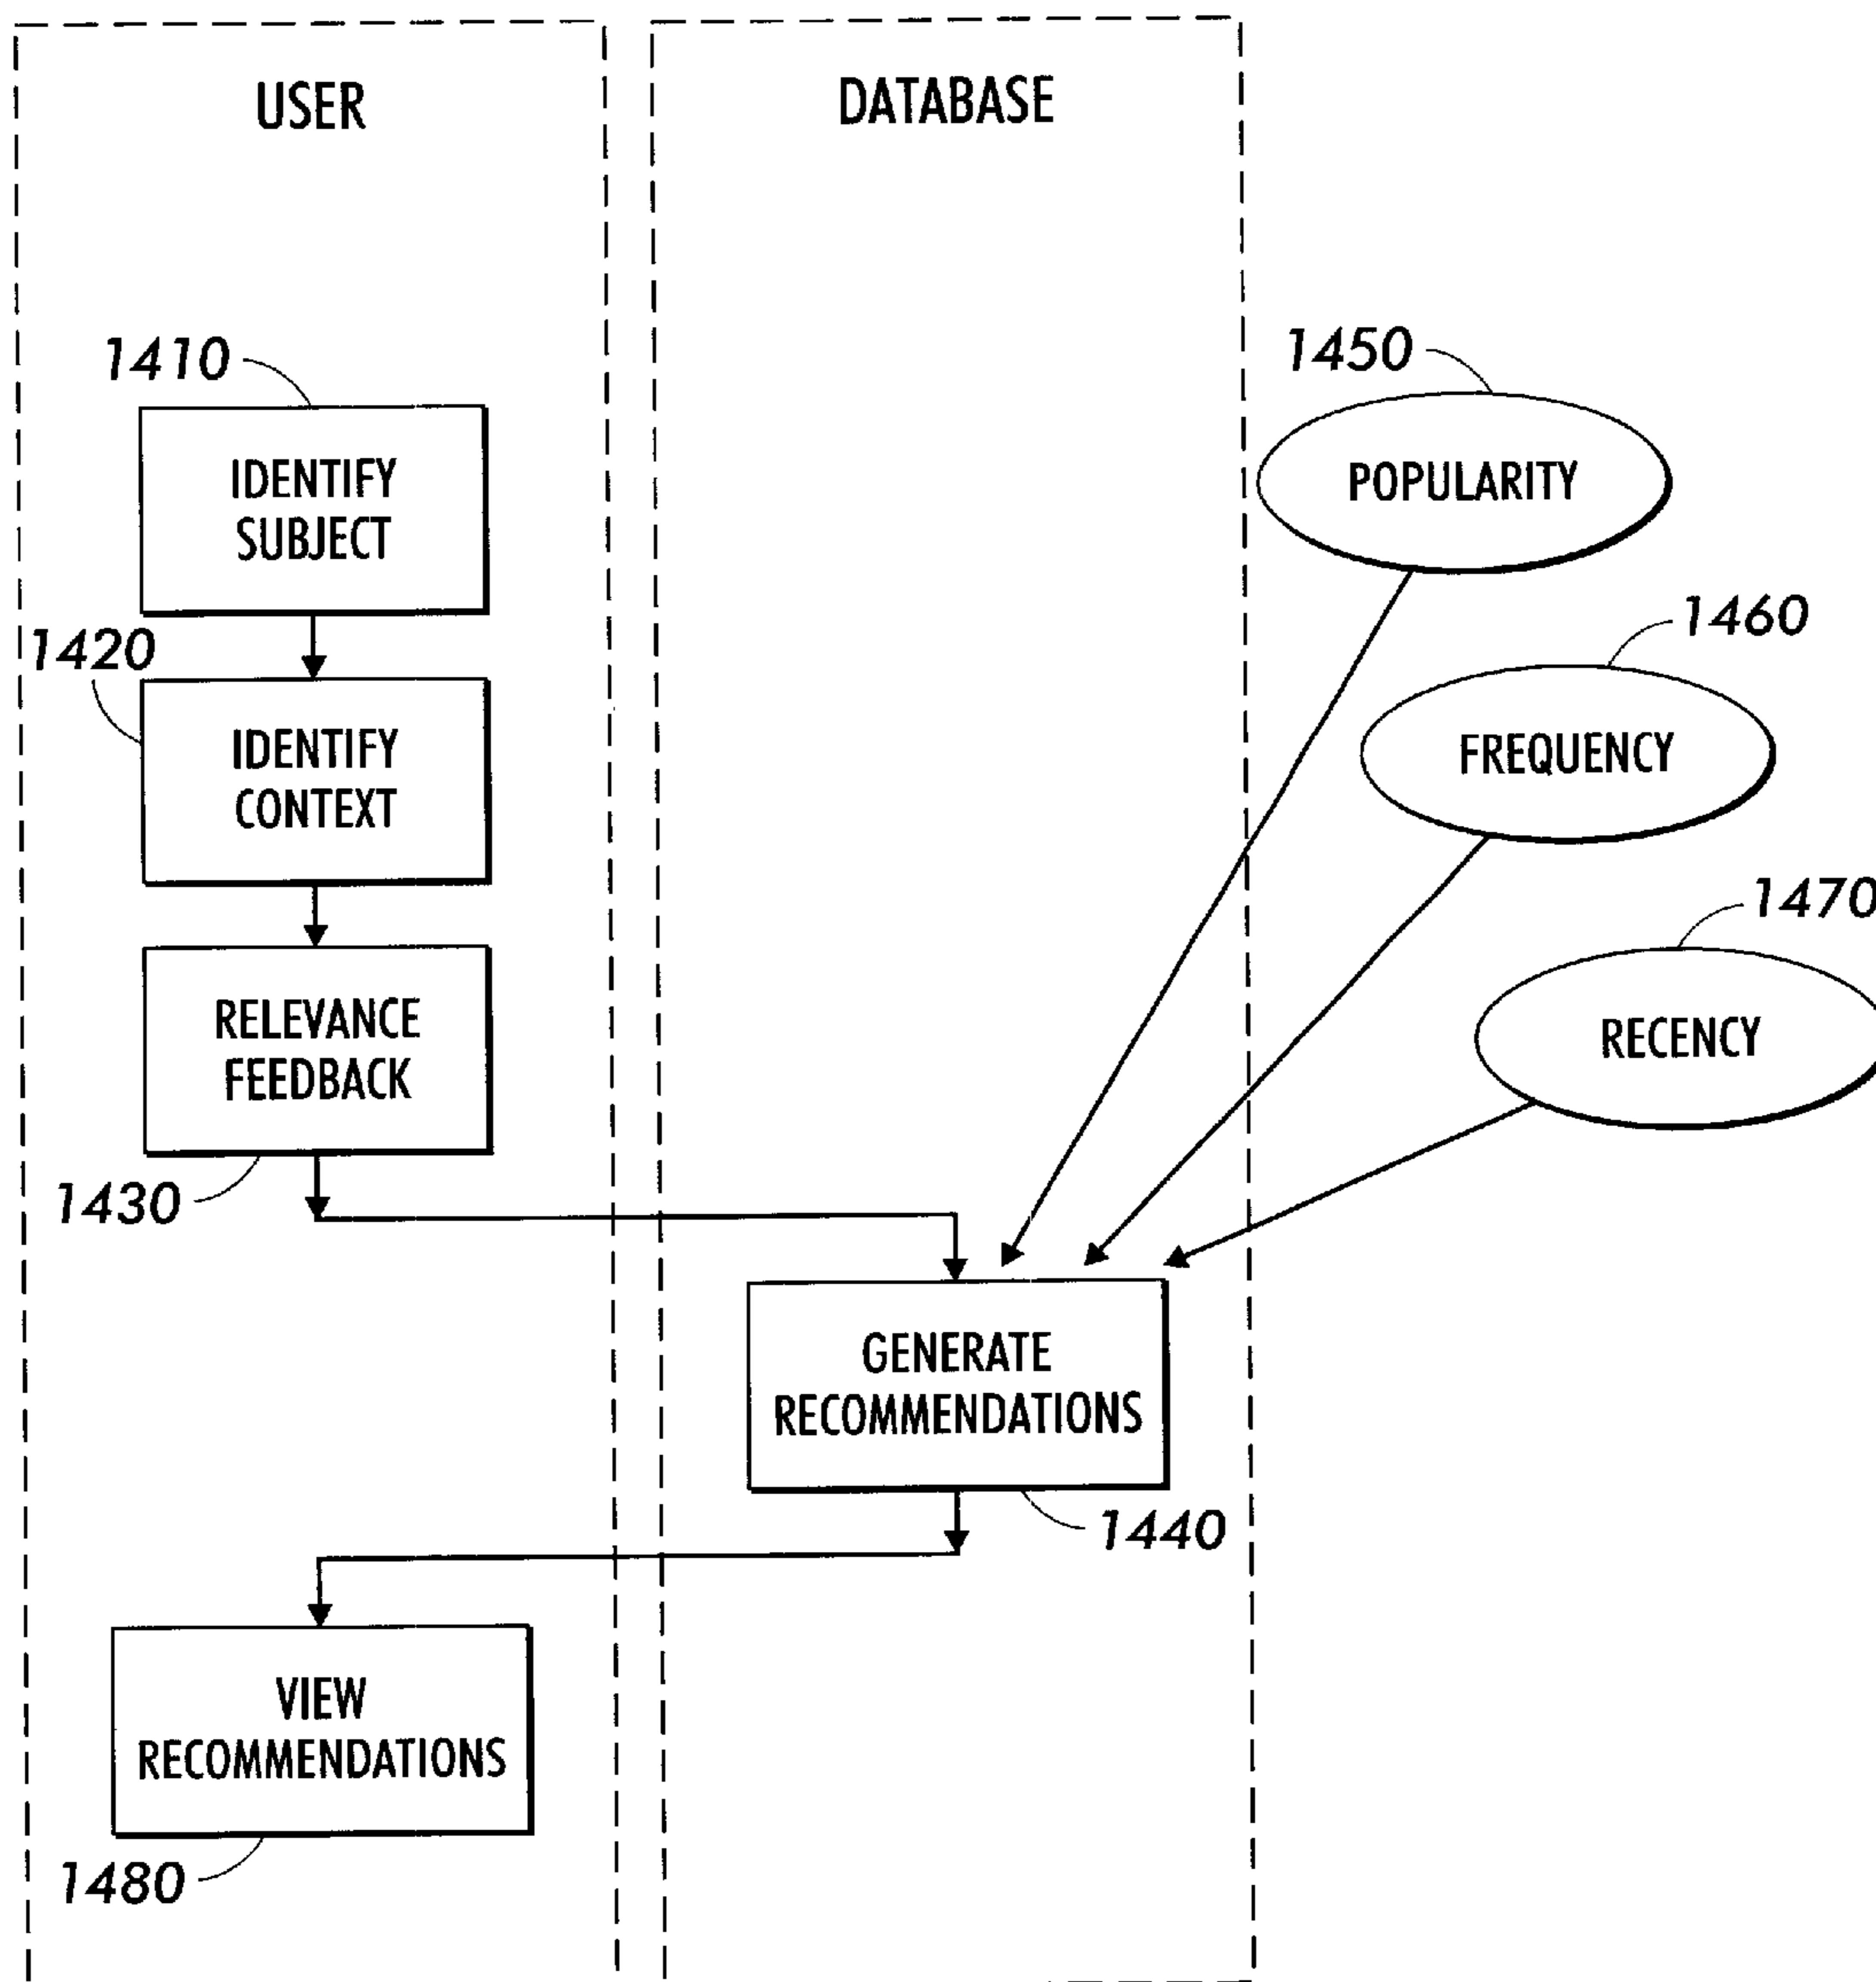 USER
DATABASE
1410
IDENTIFY
SUBJECT
1420
IDENTIFY
CONTEXT
RELEVANCE
FEEDBACK
1430
1450
POPULARITY
1460
FREQUENCY
1470
RECENCY
GENERATE
RECOMMENDATIONS
1440
VIEW
RECOMMENDATIONS
1480